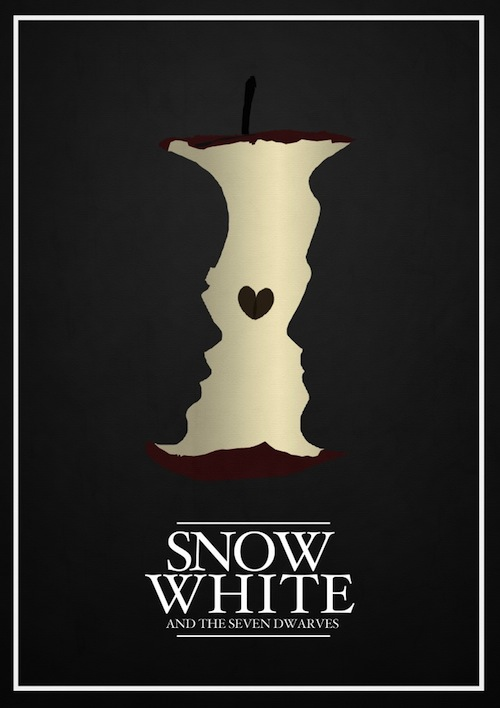 SNOW
WHITE
AND THE SEVEN DWARVES